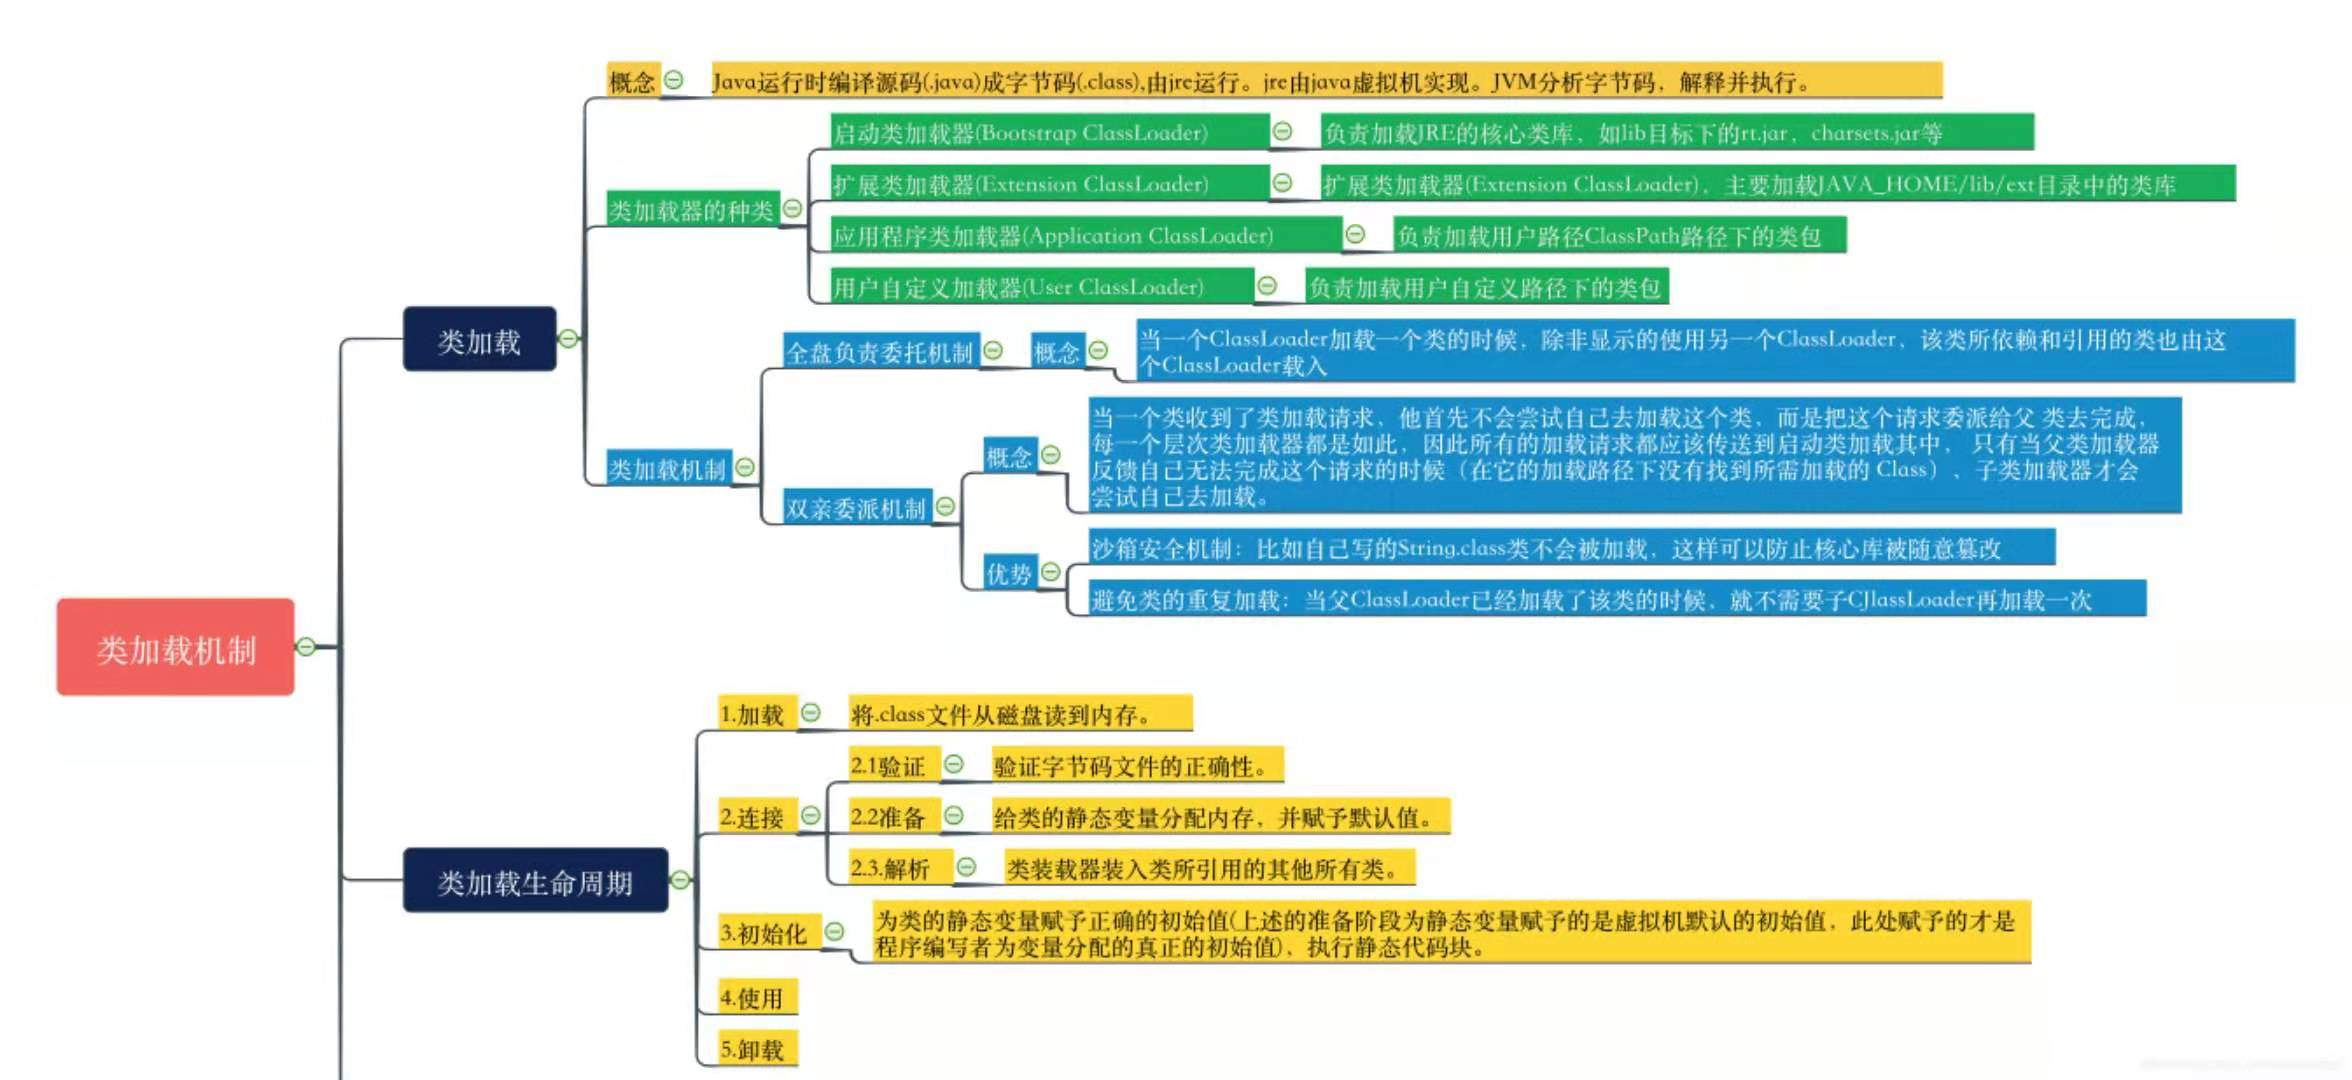 类加载机制
类加载
概念
Java运行时编译源码(.java)成字节码(.class),由jre运行。jre由java虚拟机实现。JVM分析字节码，解释并执行。
类加载器的种类
启动类加载器(Bootstrap ClassLoader)
负责加载JRE的核心类库，如lib目标下的rt.jar，charsets.jar等
扩展类加载器(Extension ClassLoader)
扩展类加载器(Extension ClassLoader)，主要加载JAVA_HOME/lib/ext目录中的类库
应用程序类加载器(Application ClassLoader)
负责加载用户路径ClassPath路径下的类包
用户自定义加载器(User ClassLoader)
负责加载用户自定义路径下的类包
类加载机制
全盘负责委托机制
概念
当一个ClassLoader加载一个类的时候，除非显示的使用另一个ClassLoader，该类所依赖和引用的类也由这
个ClassLoader载入
双亲委派机制
概念
当一个类收到了类加载请求，他首先不会尝试自己去加载这个类，而是把这个请求委派给父 类去完成，
每一个层次类加载器都是如此，因此所有的加载请求都应该传送到启动类加载其中， 只有当父类加载器
反馈自己无法完成这个请求的时候（在它的加载路径下没有找到所需加载的 Class），子类加载器才会
尝试自己去加载。
优势
沙箱安全机制：比如自己写的String.class类不会被加载，这样可以防止核心库被随意篡改
避免类的重复加载：当父ClassLoader已经加载了该类的时候，就不需要子CJlassLoader再加载一次
类加载生命周期
1.加载
将.class文件从磁盘读到内存。
2.连接
2.1验证
验证字节码文件的正确性。
2.2准备
给类的静态变量分配内存，并赋予默认值。
2.3.解析
类装载器装入类所引用的其他所有类。
3.初始化
为类的静态变量赋予正确的初始值(上述的准备阶段为静态变量赋予的是虚拟机默认的初始值，此处赋予的才是
程序编写者为变量分配的真正的初始值)，执行静态代码块。
4.使用
5.卸载